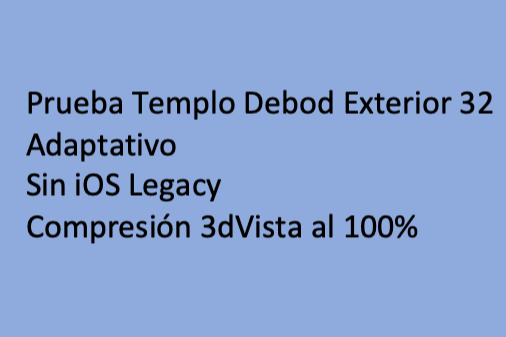 Prueba Templo Debod Exterior 32
Adaptativo
Sin iOS Legacy
Compresión 3dVista al 100%